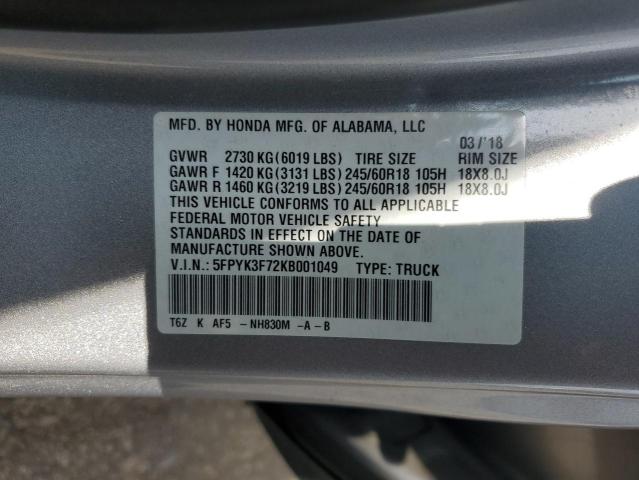 MFD. BY HONDA MFG. OF ALABAMA, LLC
03/'18
GVWR 2730 KG(6019 LBS) TIRE SIZE RIM SIZE
GAWR F 1420 KG(3131 LBS)245/60R18 105H 18X8.0J
GAWR R 1460 KG(3219 LBS)245/60R18 105H 18X8.0J
THIS VEHICLE CONFORMS TO ALL APPLICABLE
FEDERAL MOTOR VEHICLE SAFETY
STANDARDS IN EFFECT ON THE DATE OF
MANUFACTURE SHOWN ABOVE.
V.I.N.: 5FPYK3F72KB001049 TYPE: TRUCK
T6Z K AF5 -NH830M -A-B